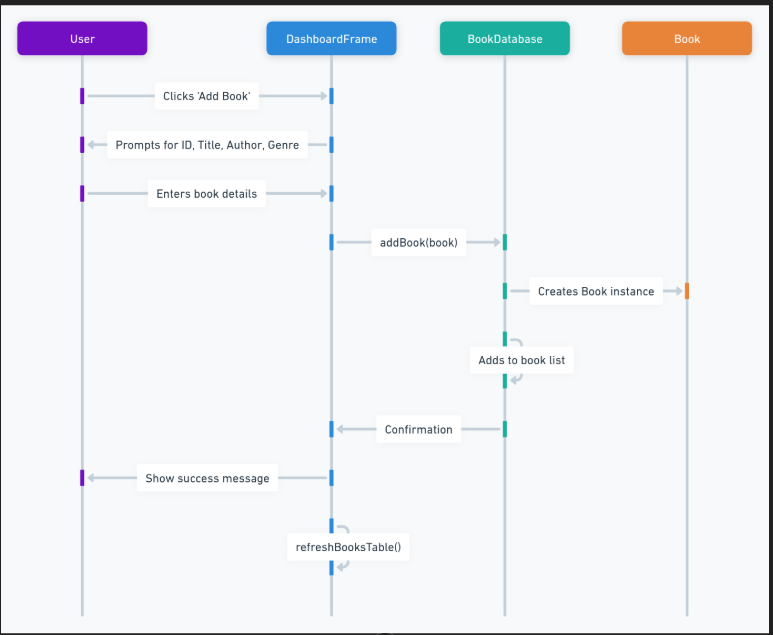 User
DashboardFrame
BookDatabase
Book
Clicks 'Add Book'
Prompts for ID, Title, Author, Genre
Enters book details
addBook(book)
Creates Book instance
Adds to book list
Confirmation
Show success message
refreshBooksTable()